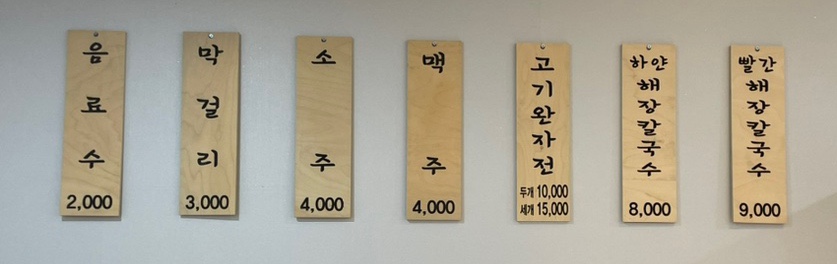 음료수
2,000
막걸리
3,000
소주
4,000
맥주
4,000
고기완자전
두개 10,000
세개 15,000
하얀
해장칼국수
8,000
빨간
해장칼국수
9,000